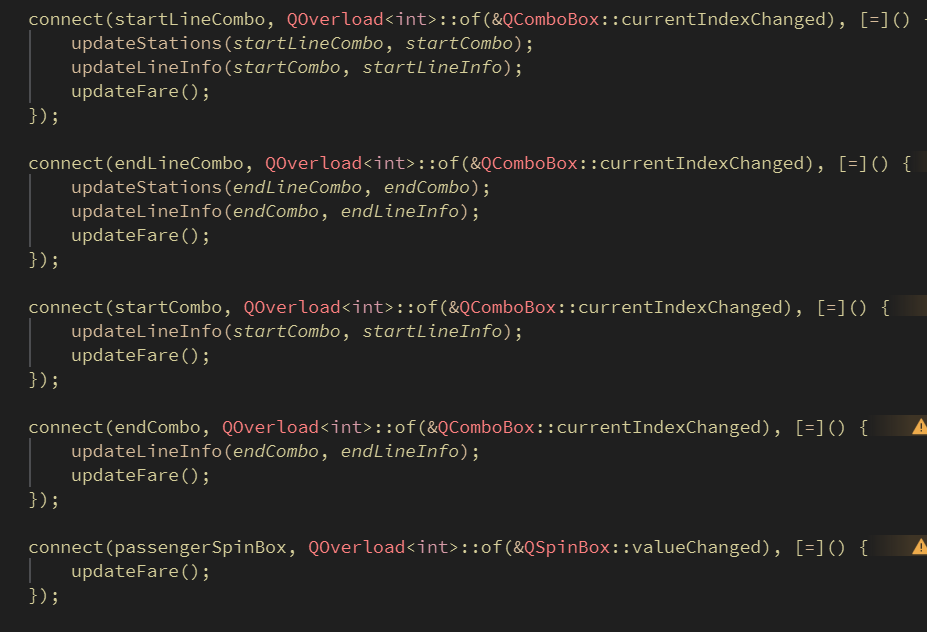 connect(startLineCombo, QOverload<int>::of(&QComboBox::currentIndexChanged), [=]()
updateStations(startLineCombo, startCombo);
updateLineInfo(startCombo, startLineInfo);
updateFare();
});
connect(endLineCombo, QOverload<int>::of(&QComboBox::currentIndexChanged), [=]() {
updateStations(endLineCombo, endCombo);
updateLineInfo(endCombo, endLineInfo);
updateFare();
});
connect(startCombo, QOverload<int>::of(&QComboBox::currentIndexChanged), [=]() {
updateLineInfo(startCombo, startLineInfo);
updateFare();
});
connect(endCombo, QOverload<int>::of(&QComboBox::currentIndexChanged), [=]() {
updateLineInfo(endCombo, endLineInfo);
updateFare();
});
connect(passengerSpinBox, QOverload<int>::of(&QSpinBox::valueChanged), [=]() {
updateFare();
});